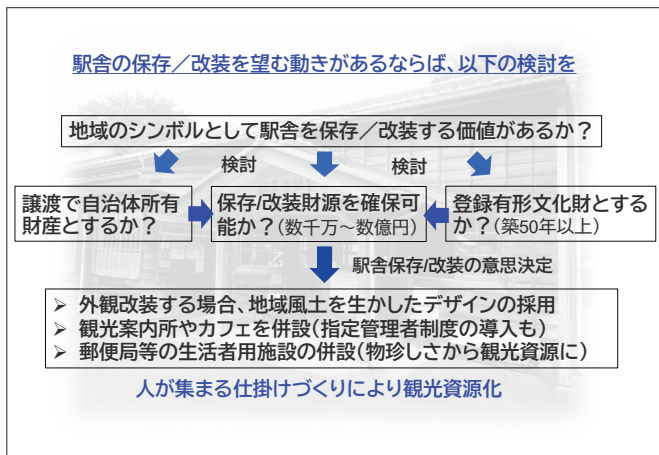 駅舎の保存／改装を望む動きがあるならば、以下の検討を
地域のシンボルとして駅舎を保存／改装する価値があるか？
検討
検討
譲渡で自治体所有
財産とするか？
保存/改装財源を確保可
能か？(数千万～数億円)
登録有形文化財とする
か？(築50年以上)
駅舎保存/改装の意思決定
➢ 外観改装する場合、地域風土を生かしたデザインの採用
➢ 観光案内所やカフェを併設(指定管理者制度の導入も)
➢ 郵便局等の生活者用施設の併設(物珍しさから観光資源に)
人が集まる仕掛けづくりにより観光資源化